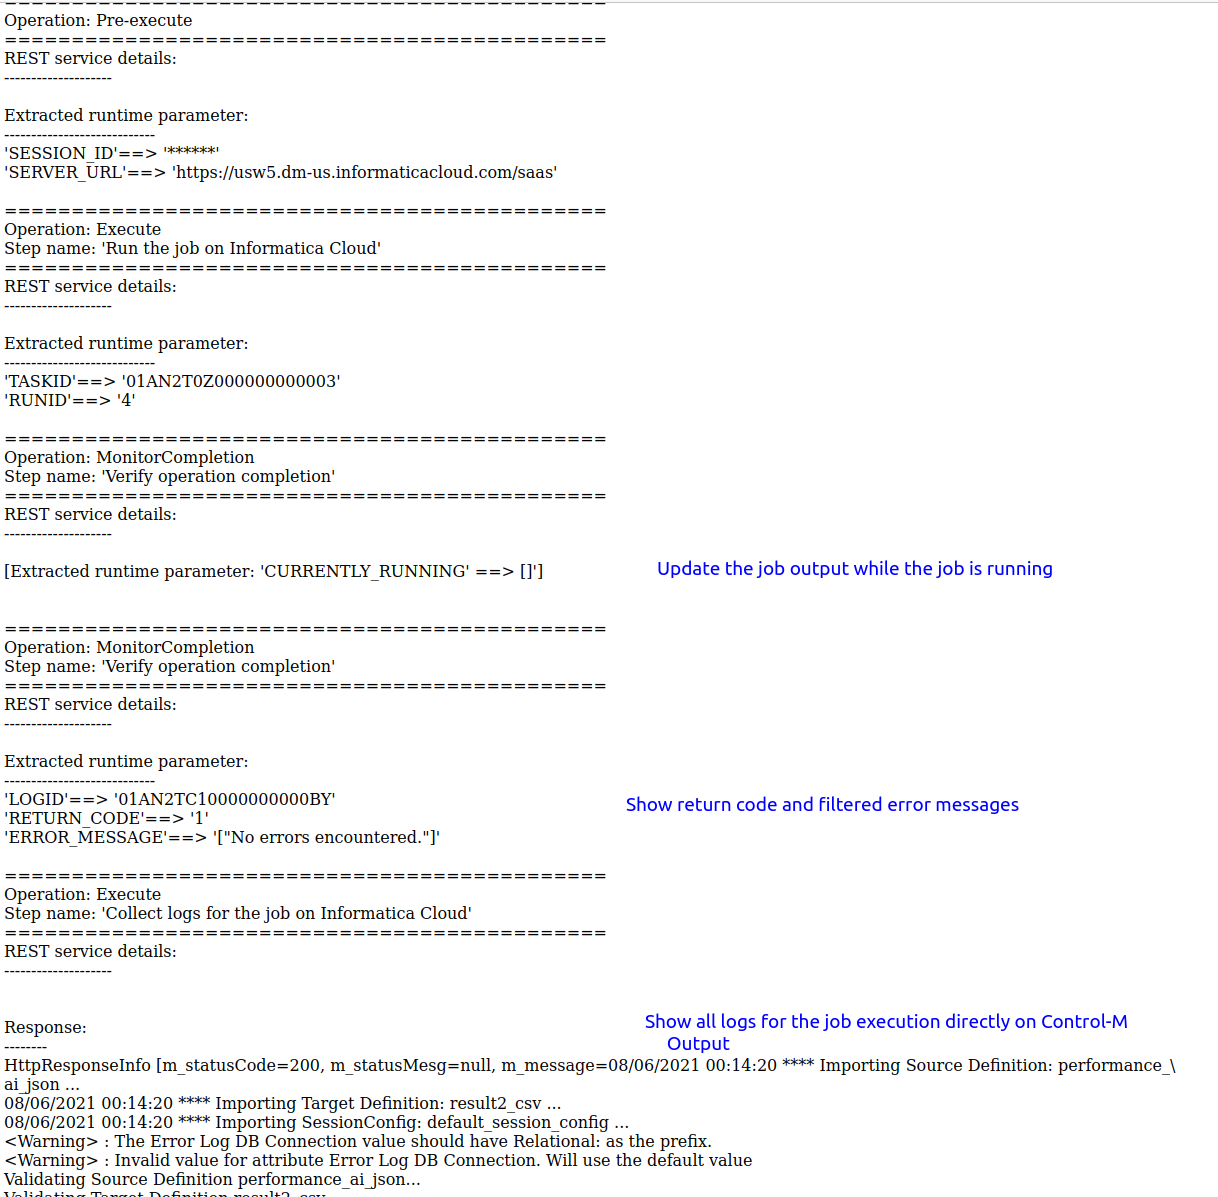 ==============================================
Operation: Pre-execute
==============================================
REST service details:
--------------------
Extracted runtime parameter:
----------------------------
'SESSION_ID'==> '******'
'SERVER_URL'==> 'https://usw5.dm-us.informaticacloud.com/saas'
==============================================
Operation: Execute
Step name: 'Run the job on Informatica Cloud'
==============================================
REST service details:
--------------------
Extracted runtime parameter:
----------------------------
'TASKID'==> '01AN2T0Z000000000003'
'RUNID'==> '4'
==============================================
Operation: MonitorCompletion
Step name: 'Verify operation completion'
==============================================
REST service details:
--------------------
[Extracted runtime parameter: 'CURRENTLY_RUNNING' ==> []']
Update the job output while the job is running
==============================================
Operation: MonitorCompletion
Step name: 'Verify operation completion'
==============================================
REST service details:
--------------------
Extracted runtime parameter:
----------------------------
'LOGID'==> '01AN2TC10000000000BY'
Show return code and filtered error messages
'RETURN_CODE'==> '1'
'ERROR_MESSAGE'==> '["No errors encountered."]'
==============================================
Operation: Execute
Step name: 'Collect logs for the job on Informatica Cloud'
==============================================
REST service details:
--------------------
Show all logs for the job execution directly on Control-M
Output
Response:
--------
HttpResponseInfo [m_statusCode=200, m_statusMesg=null, m_message=08/06/2021 00:14:20 **** Importing Source Definition: performance_\
ai_json ...
08/06/2021 00:14:20 **** Importing Target Definition: result2_csv ...
08/06/2021 00:14:20 **** Importing SessionConfig: default_session_config ...
<Warning> : The Error Log DB Connection value should have Relational: as the prefix.
<Warning> : Invalid value for attribute Error Log DB Connection. Will use the default value
Validating Source Definition performance_ai_json...
Validating Target Definition result2_csv